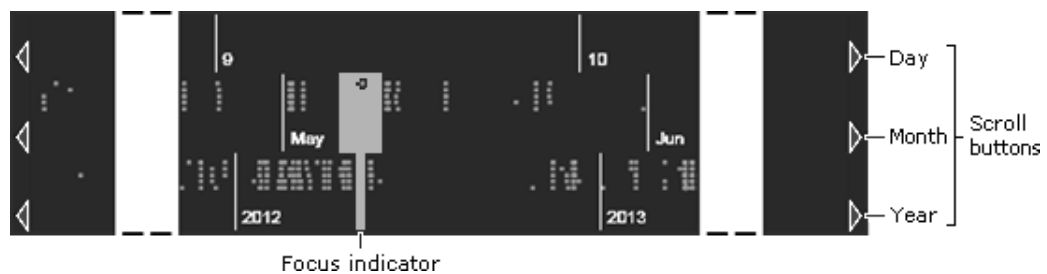 9
10
Day
May
Jun
Month
Scroll
buttons
2012
2013
Year
Focus indicator